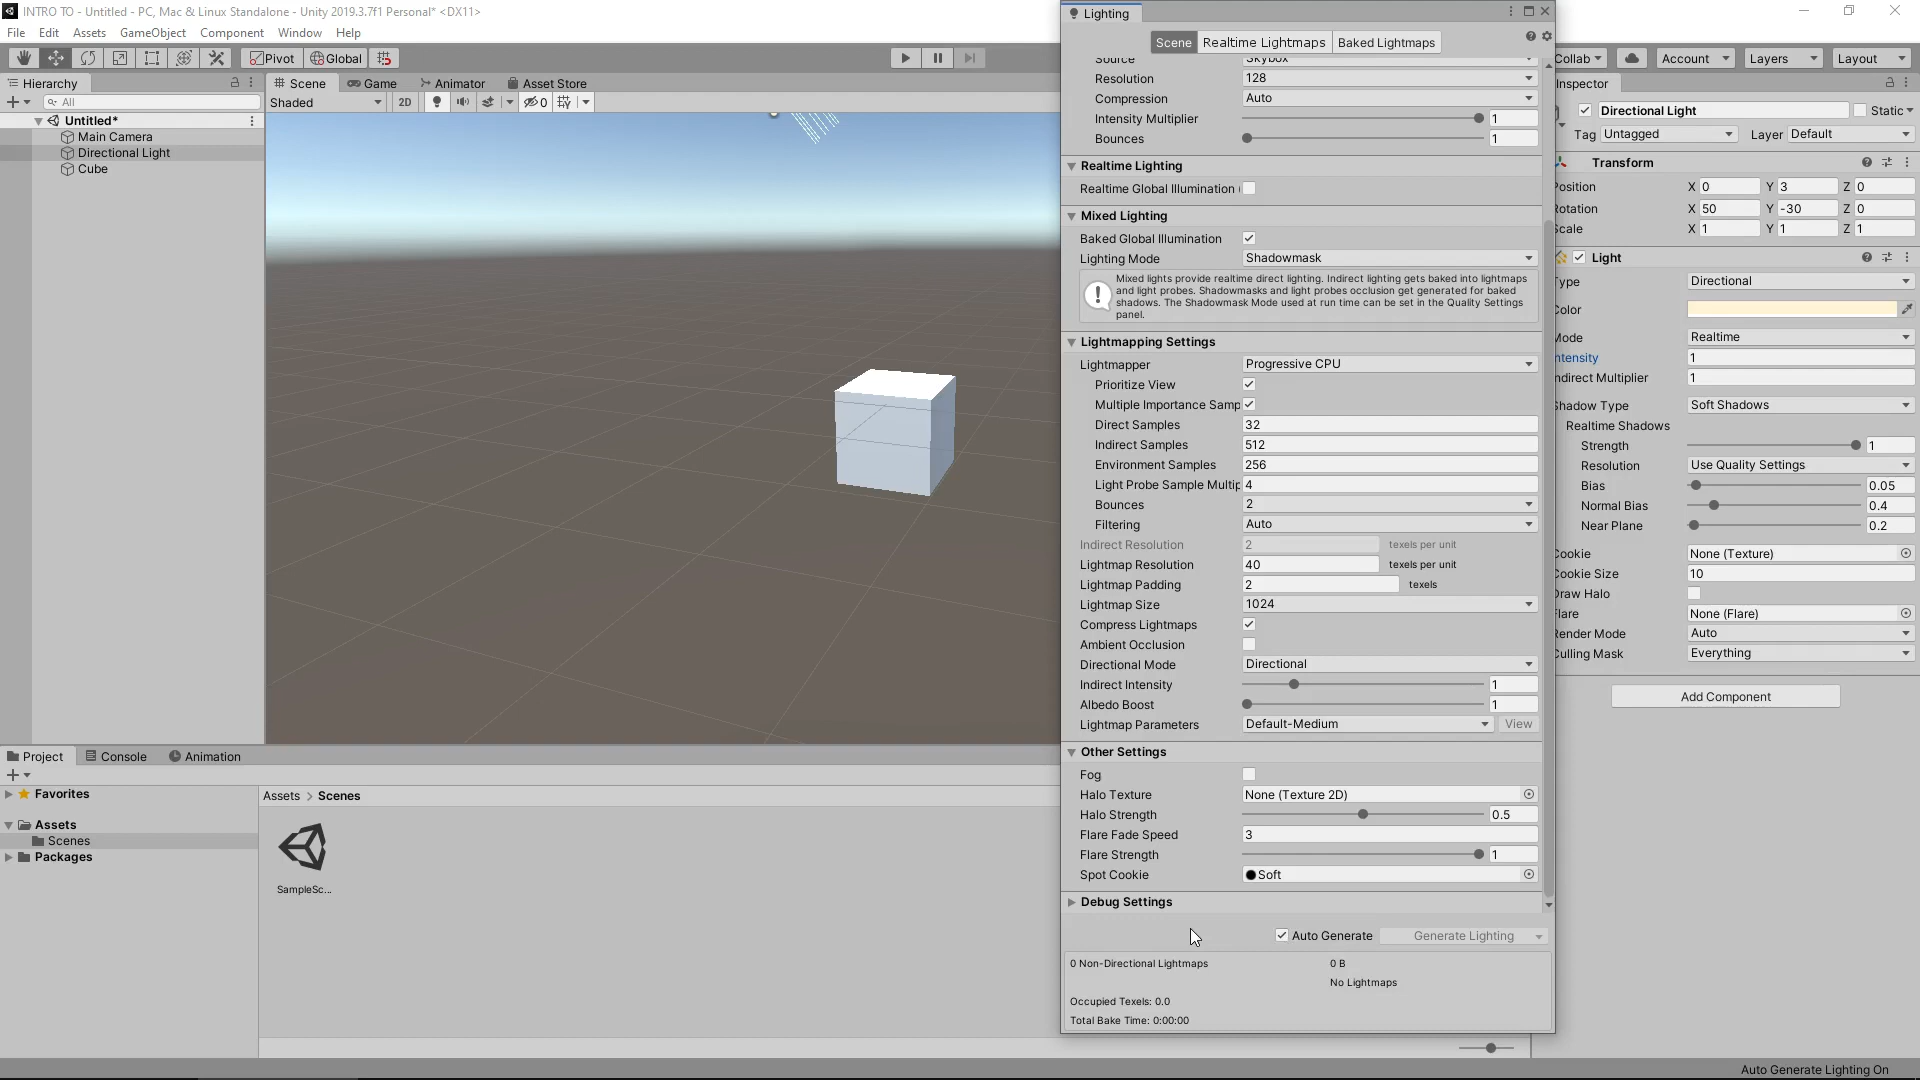 INTRO TO - Untitled - PC, Mac & Linux Standalone - Unity 2019.3.7f1 Personal* <DX11>
File Edit Assets GameObject Component Window Help
Pivot Global
Collab Account Layers Layout
Hierarchy
All
Untitled*
Main Camera
Directional Light
Cube
Scene Game Animator Asset Store
Shaded 2D 0
Lighting
Scene Realtime Lightmaps Baked Lightmaps
Source Skybox
Resolution 128
Compression Auto
Intensity Multiplier 1
Bounces 1
Realtime Lighting
Realtime Global Illumination (
Mixed Lighting
Baked Global Illumination
Lighting Mode Shadowmask
Mixed lights provide realtime direct lighting. Indirect lighting gets baked into lightmaps
and light probes. Shadowmasks and light probes occlusion get generated for baked
shadows. The Shadowmask Mode used at run time can be set in the Quality Settings
panel.
Lightmapping Settings
Lightmapper Progressive CPU
Prioritize View
Multiple Importance Samp
Direct Samples 32
Indirect Samples 512
Environment Samples 256
Light Probe Sample Multip 4
Bounces 2
Filtering Auto
Indirect Resolution 2 texels per unit
Lightmap Resolution 40 texels per unit
Lightmap Padding 2 texels
Lightmap Size 1024
Compress Lightmaps
Ambient Occlusion
Directional Mode Directional
Indirect Intensity 1
Albedo Boost 1
Lightmap Parameters Default-Medium View
Other Settings
Fog
Halo Texture None (Texture 2D)
Halo Strength 0.5
Flare Fade Speed 3
Flare Strength 1
Spot Cookie Soft
Debug Settings
Auto Generate Generate Lighting
0 Non-Directional Lightmaps 0 B
No Lightmaps
Occupied Texels: 0.0
Total Bake Time: 0:00:00
Inspector
Directional Light Static
Tag Untagged Layer Default
Transform
Position X 0 Y 3 Z 0
Rotation X 50 Y -30 Z 0
Scale X 1 Y 1 Z 1
Light
Type Directional
Color
Mode Realtime
Intensity 1
Indirect Multiplier 1
Shadow Type Soft Shadows
Realtime Shadows
Strength 1
Resolution Use Quality Settings
Bias 0.05
Normal Bias 0.4
Near Plane 0.2
Cookie None (Texture)
Cookie Size 10
Draw Halo
Flare None (Flare)
Render Mode Auto
Culling Mask Everything
Add Component
Project Console Animation
Favorites
Assets
Scenes
Packages
Assets > Scenes
SampleSc...
Auto Generate Lighting On